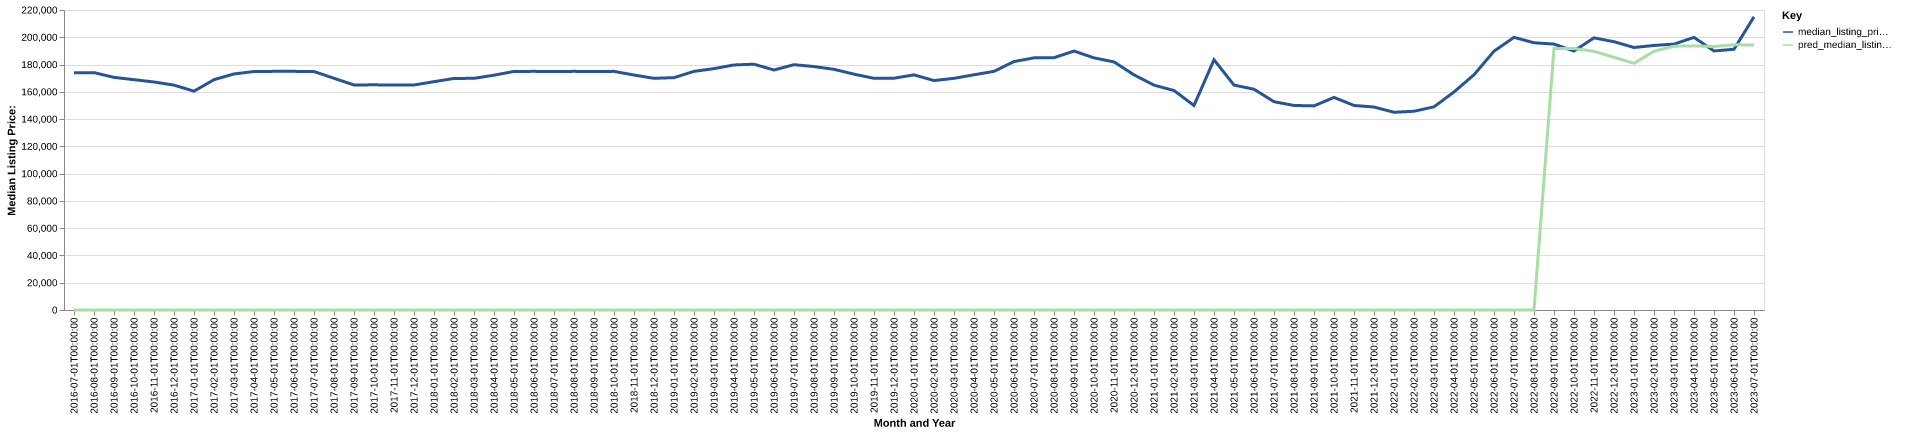 220,000
200,000
180,000
160,000
140,000
120,000
100,000
80,000
60,000
40,000
20,000
0
Median Listing Price:
2016-07-01T00:00:00
2016-08-01T00:00:00
2016-09-01T00:00:00
2016-10-01T00:00:00
2016-11-01T00:00:00
2016-12-01T00:00:00
2017-01-01T00:00:00
2017-02-01T00:00:00
2017-03-01T00:00:00
2017-04-01T00:00:00
2017-05-01T00:00:00
2017-06-01T00:00:00
2017-07-01T00:00:00
2017-08-01T00:00:00
2017-09-01T00:00:00
2017-10-01T00:00:00
2017-11-01T00:00:00
2017-12-01T00:00:00
2018-01-01T00:00:00
2018-02-01T00:00:00
2018-03-01T00:00:00
2018-04-01T00:00:00
2018-05-01T00:00:00
2018-06-01T00:00:00
2018-07-01T00:00:00
2018-08-01T00:00:00
2018-09-01T00:00:00
2018-10-01T00:00:00
2018-11-01T00:00:00
2018-12-01T00:00:00
2019-01-01T00:00:00
2019-02-01T00:00:00
2019-03-01T00:00:00
2019-04-01T00:00:00
2019-05-01T00:00:00
2019-06-01T00:00:00
2019-07-01T00:00:00
2019-08-01T00:00:00
2019-09-01T00:00:00
2019-10-01T00:00:00
2019-11-01T00:00:00
2019-12-01T00:00:00
2020-01-01T00:00:00
2020-02-01T00:00:00
2020-03-01T00:00:00
2020-04-01T00:00:00
2020-05-01T00:00:00
2020-06-01T00:00:00
2020-07-01T00:00:00
2020-08-01T00:00:00
2020-09-01T00:00:00
2020-10-01T00:00:00
2020-11-01T00:00:00
2020-12-01T00:00:00
2021-01-01T00:00:00
2021-02-01T00:00:00
2021-03-01T00:00:00
2021-04-01T00:00:00
2021-05-01T00:00:00
2021-06-01T00:00:00
2021-07-01T00:00:00
2021-08-01T00:00:00
2021-09-01T00:00:00
2021-10-01T00:00:00
2021-11-01T00:00:00
2021-12-01T00:00:00
2022-01-01T00:00:00
2022-02-01T00:00:00
2022-03-01T00:00:00
2022-04-01T00:00:00
2022-05-01T00:00:00
2022-06-01T00:00:00
2022-07-01T00:00:00
2022-08-01T00:00:00
2022-09-01T00:00:00
2022-10-01T00:00:00
2022-11-01T00:00:00
2022-12-01T00:00:00
2023-01-01T00:00:00
2023-02-01T00:00:00
2023-03-01T00:00:00
2023-04-01T00:00:00
2023-05-01T00:00:00
2023-06-01T00:00:00
2023-07-01T00:00:00
Month and Year
Key
median_listing_pri…
pred_median_listin…